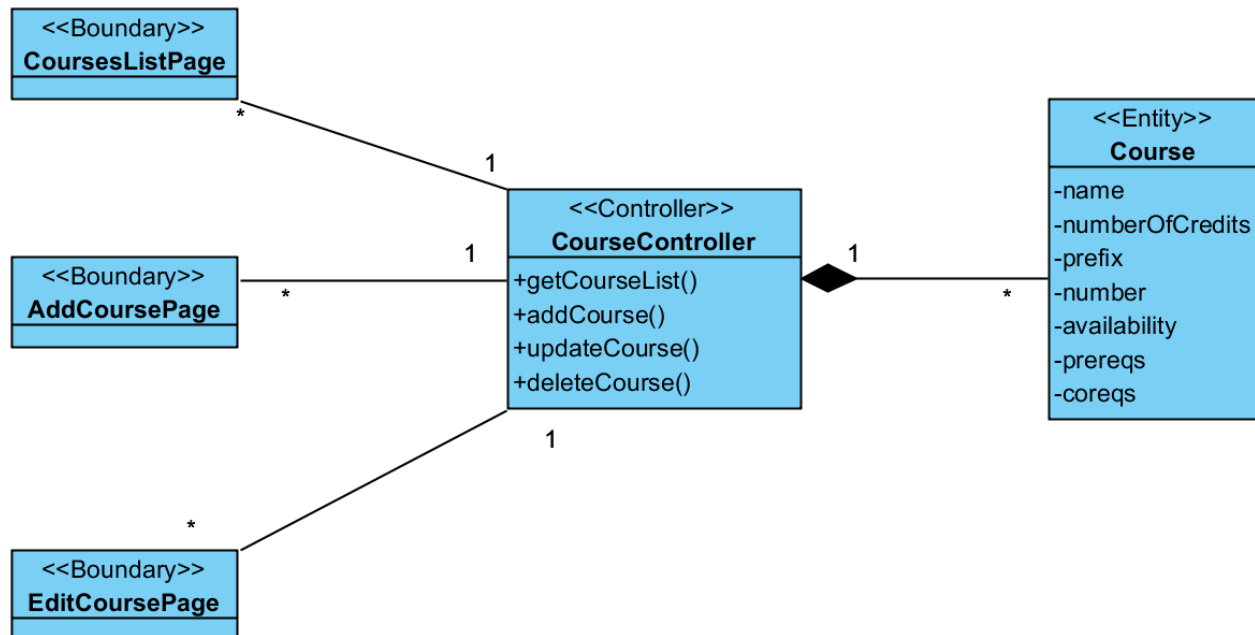 <<Boundary>>
CoursesListPage
*
1
<<Boundary>>
AddCoursePage
*
1
<<Boundary>>
EditCoursePage
*
1
<<Controller>>
CourseController
+getCourseList()
+addCourse()
+updateCourse()
+deleteCourse()
1
*
<<Entity>>
Course
-name
-numberOfCredits
-prefix
-number
-availability
-prereqs
-coreqs